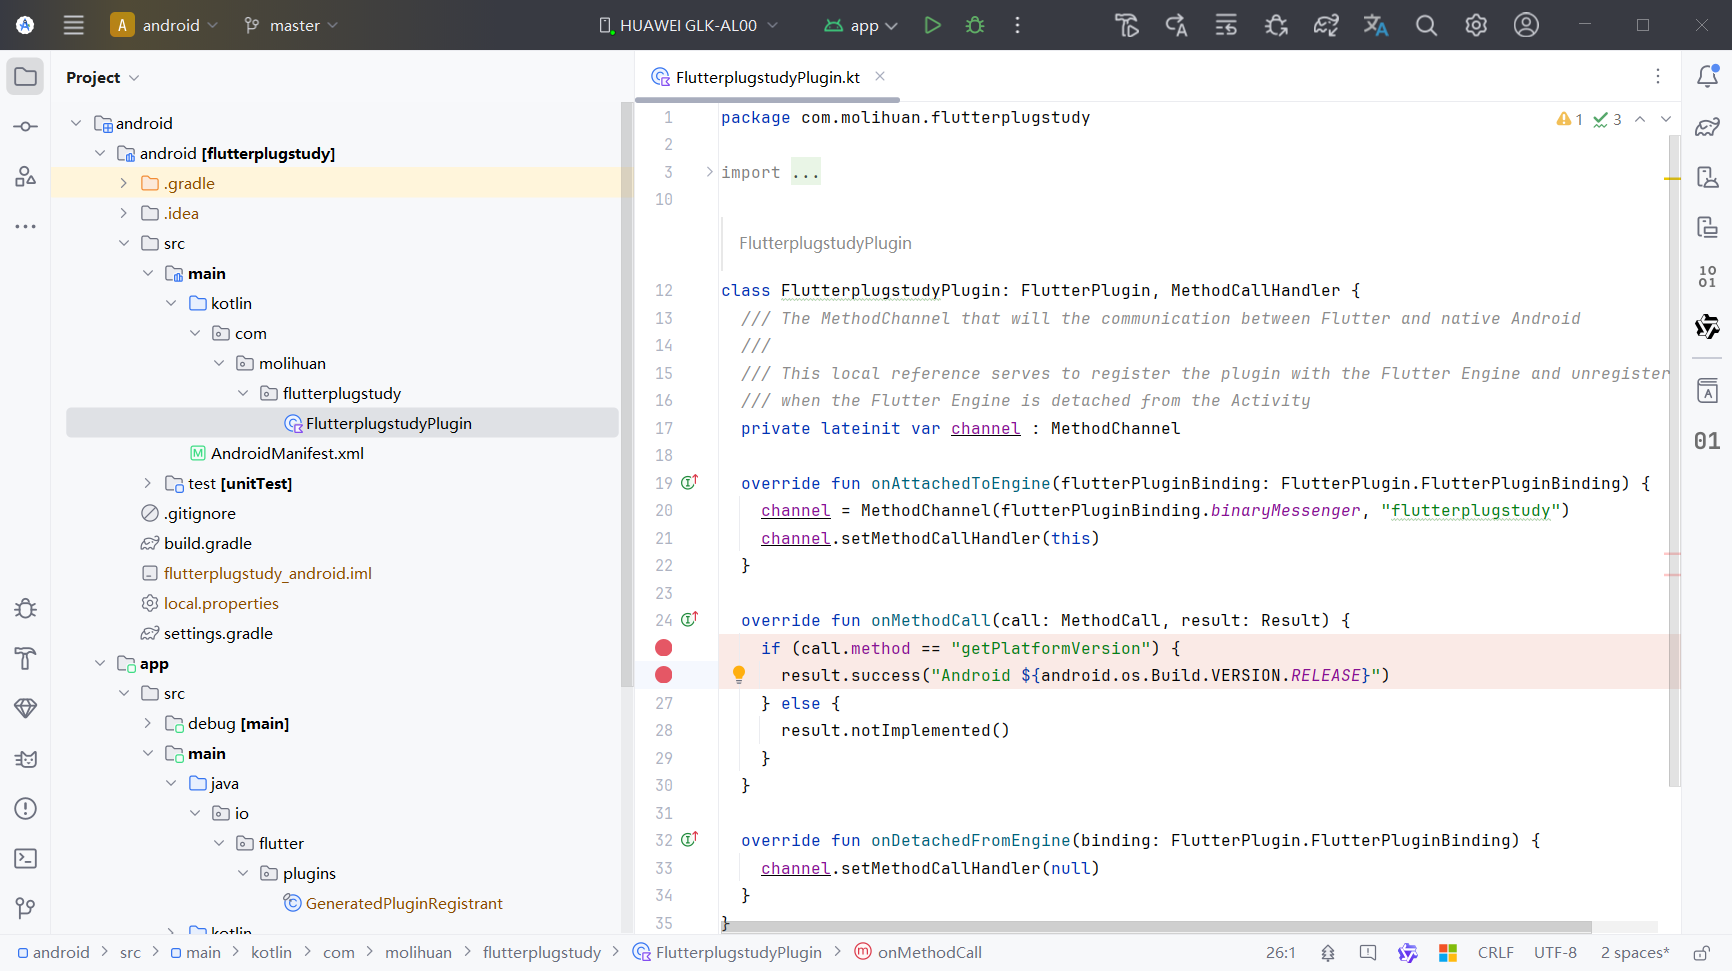 A android master HUAWEI GLK-AL00 app
Project
FlutterplugstudyPlugin.kt
android
android [flutterplugstudy]
.gradle
.idea
src
main
kotlin
com
molihuan
flutterplugstudy
FlutterplugstudyPlugin
AndroidManifest.xml
test [unitTest]
.gitignore
build.gradle
flutterplugstudy_android.iml
local.properties
settings.gradle
app
src
debug [main]
main
java
io
flutter
plugins
GeneratedPluginRegistrant
kotlin
1 package com.molihuan.flutterplugstudy
1 3
2
3 import ...
10
FlutterplugstudyPlugin
12 class FlutterplugstudyPlugin: FlutterPlugin, MethodCallHandler {
13 /// The MethodChannel that will the communication between Flutter and native Android
14 ///
15 /// This local reference serves to register the plugin with the Flutter Engine and unregister
16 /// when the Flutter Engine is detached from the Activity
17 private lateinit var channel : MethodChannel
18
19 override fun onAttachedToEngine(flutterPluginBinding: FlutterPlugin.FlutterPluginBinding) {
20 channel = MethodChannel(flutterPluginBinding.binaryMessenger, "flutterplugstudy")
21 channel.setMethodCallHandler(this)
22 }
23
24 override fun onMethodCall(call: MethodCall, result: Result) {
if (call.method == "getPlatformVersion") {
result.success("Android ${android.os.Build.VERSION.RELEASE}")
27 } else {
28 result.notImplemented()
29 }
30 }
31
32 override fun onDetachedFromEngine(binding: FlutterPlugin.FlutterPluginBinding) {
33 channel.setMethodCallHandler(null)
34 }
35 }
10
01
A
01
android > src > main > kotlin > com > molihuan > flutterplugstudy > FlutterplugstudyPlugin > m onMethodCall
26:1 CRLF UTF-8 2 spaces*